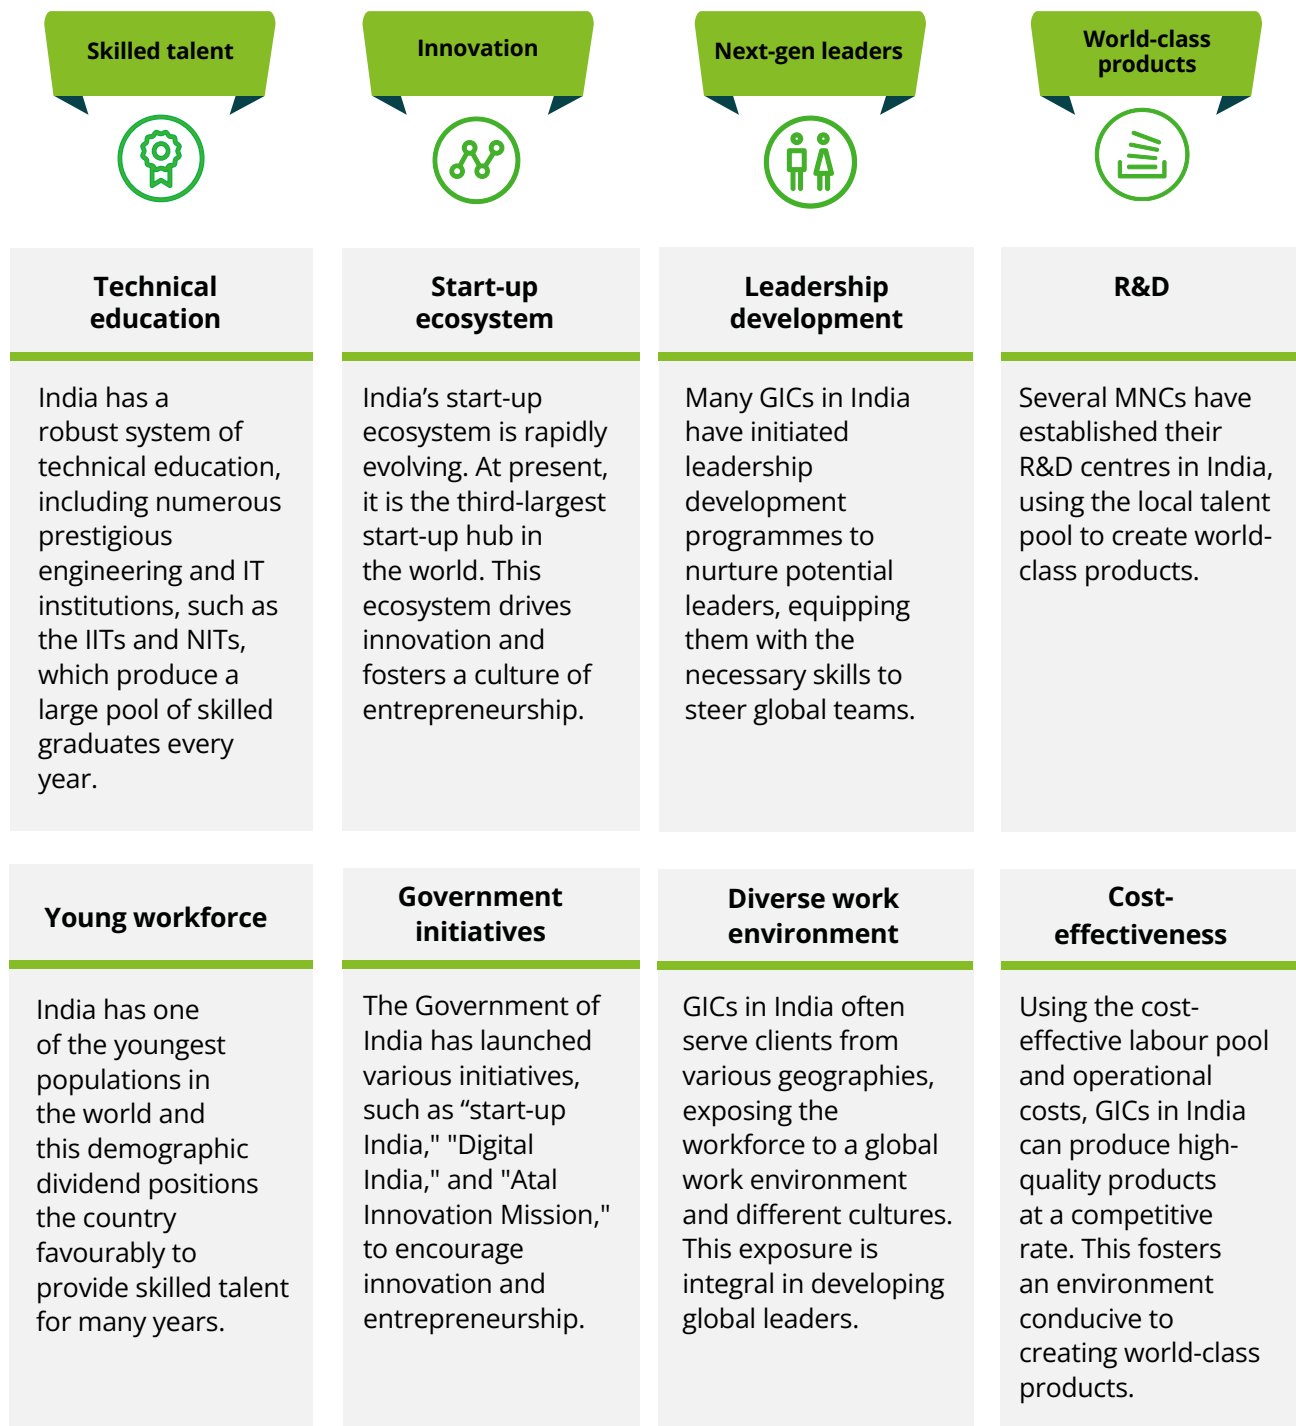 Skilled talent
Innovation
Next-gen leaders
World-class
products
Technical
education
India has a
robust system of
technical education,
including numerous
prestigious
engineering and IT
institutions, such as
the IITs and NITs,
which produce a
large pool of skilled
graduates every
year.
Start-up
ecosystem
India’s start-up
ecosystem is rapidly
evolving. At present,
it is the third-largest
start-up hub in
the world. This
ecosystem drives
innovation and
fosters a culture of
entrepreneurship.
Leadership
development
Many GICs in India
have initiated
leadership
development
programmes to
nurture potential
leaders, equipping
them with the
necessary skills to
steer global teams.
R&D
Several MNCs have
established their
R&D centres in India,
using the local talent
pool to create world-
class products.
Young workforce
India has one
of the youngest
populations in
the world and
this demographic
dividend positions
the country
favourably to
provide skilled talent
for many years.
Government
initiatives
The Government of
India has launched
various initiatives,
such as “start-up
India," "Digital
India," and "Atal
Innovation Mission,"
to encourage
innovation and
entrepreneurship.
Diverse work
environment
GICs in India often
serve clients from
various geographies,
exposing the
workforce to a global
work environment
and different cultures.
This exposure is
integral in developing
global leaders.
Cost-
effectiveness
Using the cost-
effective labour pool
and operational
costs, GICs in India
can produce high-
quality products
at a competitive
rate. This fosters
an environment
conducive to
creating world-class
products.